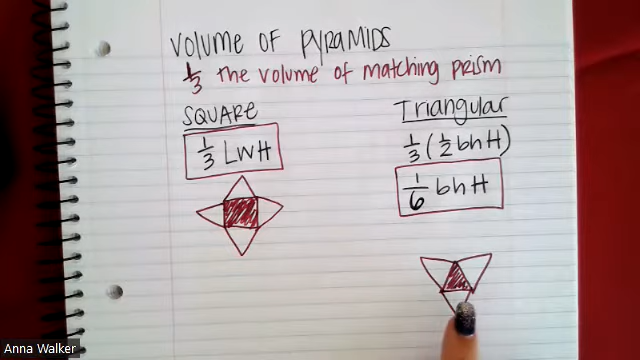 VOLUME OF PYRAMIDS
1/3 the volume of matching prism
SQUARE
1/3 LWH
Triangular
1/3 (1/2 bhH)
1/6 bhH
Anna Walker